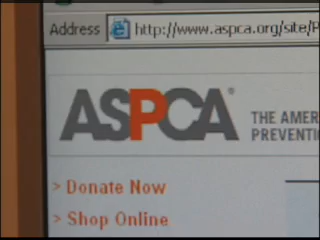 Address http://www.aspca.org/site/P
ASPCA®
THE AMER
PREVENTI
> Donate Now
> Shop Online